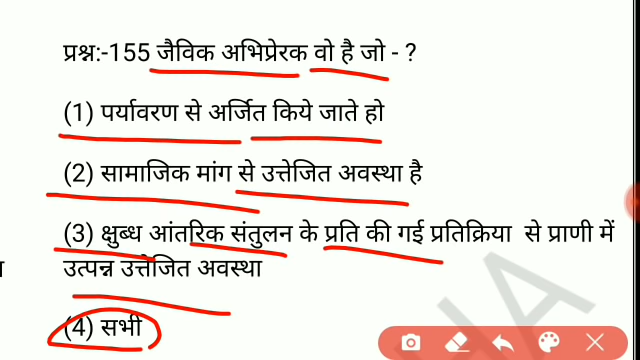 प्रश्न:-155 जैविक अभिप्रेरक वो है जो - ?
(1) पर्यावरण से अर्जित किये जाते हो
(2) सामाजिक मांग से उत्तेजित अवस्था है
(3) क्षुब्ध आंतरिक संतुलन के प्रति की गई प्रतिक्रिया से प्राणी में
उत्पन्न उत्तेजित अवस्था
(4) सभी
HA